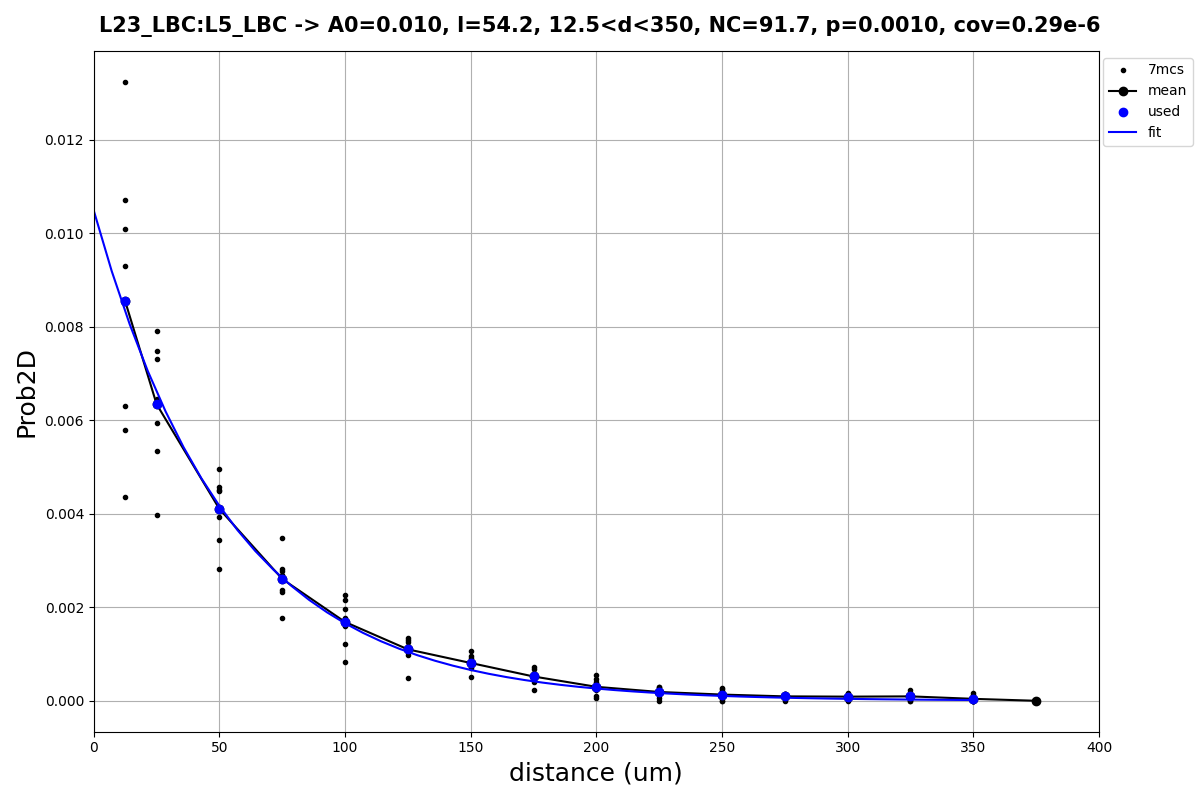 L23_LBC:L5_LBC -> A0=0.010, l=54.2, 12.5<d<350, NC=91.7, p=0.0010, cov=0.29e-6
7mcs
mean
used
fit
0.012
0.010
0.008
0.006
0.004
0.002
0.000
Prob2D
0 50 100 150 200 250 300 350 400
distance (um)